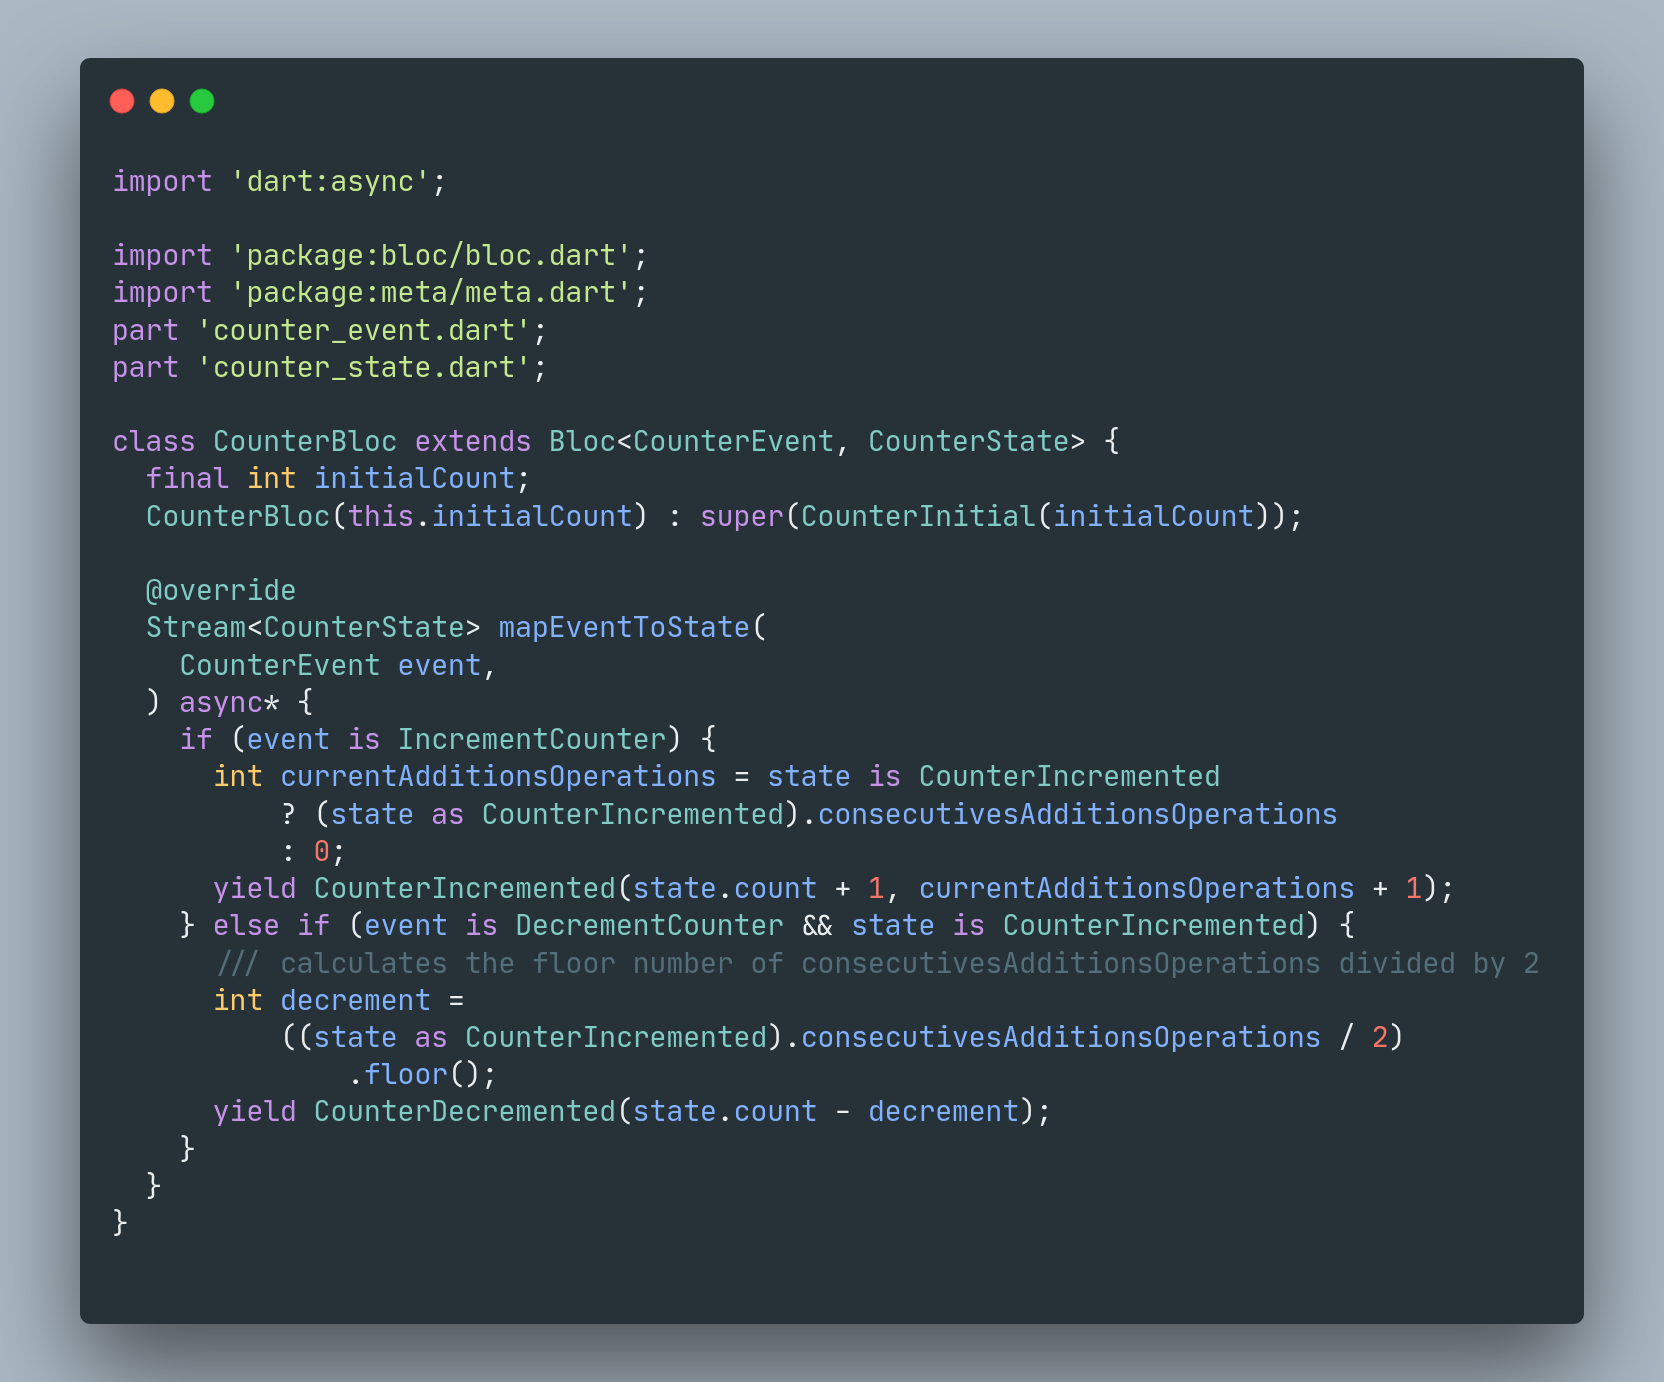 import 'dart:async';

import 'package:bloc/bloc.dart';
import 'package:meta/meta.dart';
part 'counter_event.dart';
part 'counter_state.dart';

class CounterBloc extends Bloc<CounterEvent, CounterState> {
  final int initialCount;
  CounterBloc(this.initialCount) : super(CounterInitial(initialCount));

  @override
  Stream<CounterState> mapEventToState(
    CounterEvent event,
  ) async* {
    if (event is IncrementCounter) {
      int currentAdditionsOperations = state is CounterIncremented
          ? (state as CounterIncremented).consecutivesAdditionsOperations
          : 0;
      yield CounterIncremented(state.count + 1, currentAdditionsOperations + 1);
    } else if (event is DecrementCounter && state is CounterIncremented) {
      /// calculates the floor number of consecutivesAdditionsOperations divided by 2
      int decrement =
          ((state as CounterIncremented).consecutivesAdditionsOperations / 2)
              .floor();
      yield CounterDecremented(state.count - decrement);
    }
  }
}